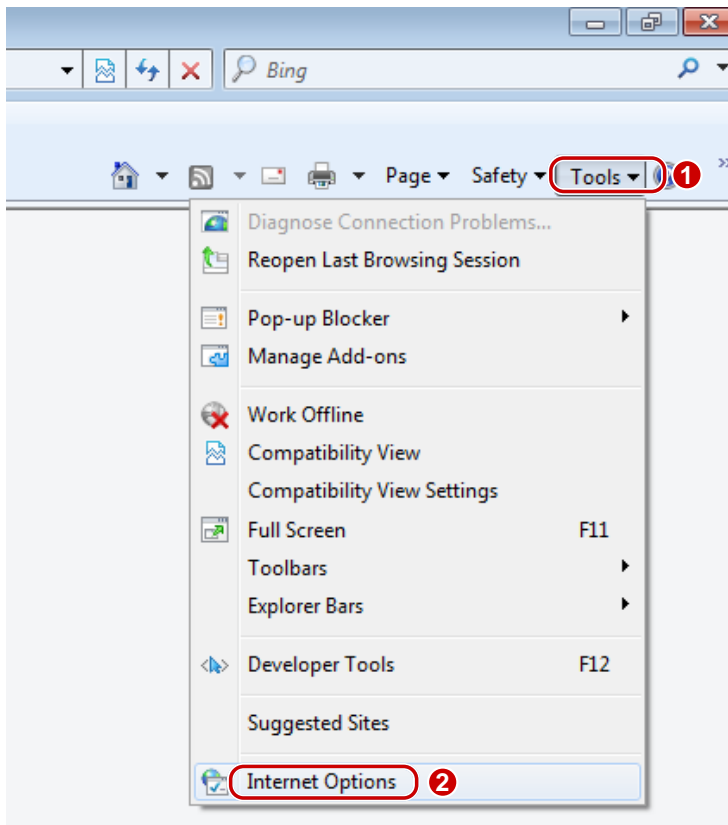 Bing
Page Safety Tools 1
Diagnose Connection Problems...
Reopen Last Browsing Session
Pop-up Blocker
Manage Add-ons
Work Offline
Compatibility View
Compatibility View Settings
Full Screen F11
Toolbars
Explorer Bars
Developer Tools F12
Suggested Sites
Internet Options 2